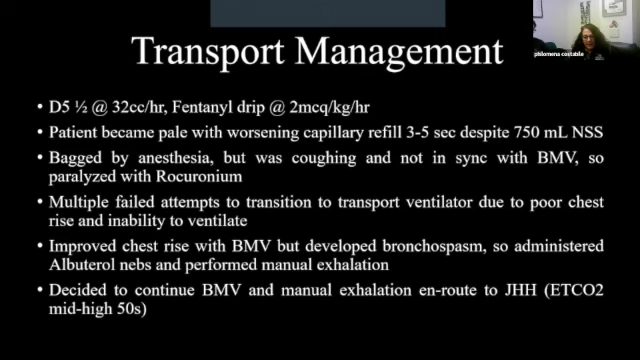 Transport Management
philomena costabile
• D5 ½ @ 32cc/hr, Fentanyl drip @ 2mcq/kg/hr
• Patient became pale with worsening capillary refill 3-5 sec despite 750 mL NSS
• Bagged by anesthesia, but was coughing and not in sync with BMV, so
paralyzed with Rocuronium
• Multiple failed attempts to transition to transport ventilator due to poor chest
rise and inability to ventilate
• Improved chest rise with BMV but developed bronchospasm, so administered
Albuterol nebs and performed manual exhalation
• Decided to continue BMV and manual exhalation en-route to JHH (ETCO2
mid-high 50s)